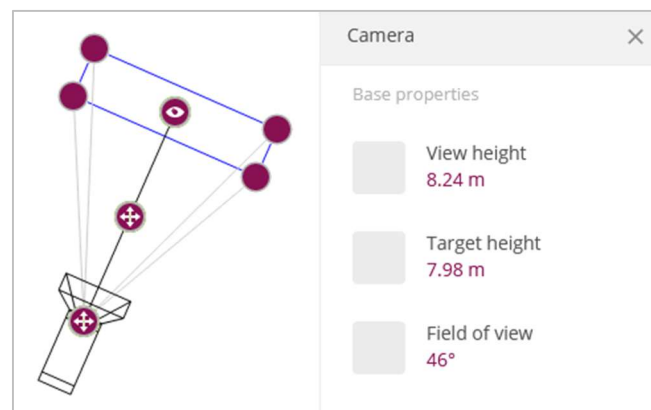 Camera
Base properties
View height
8.24 m
Target height
7.98 m
Field of view
46°